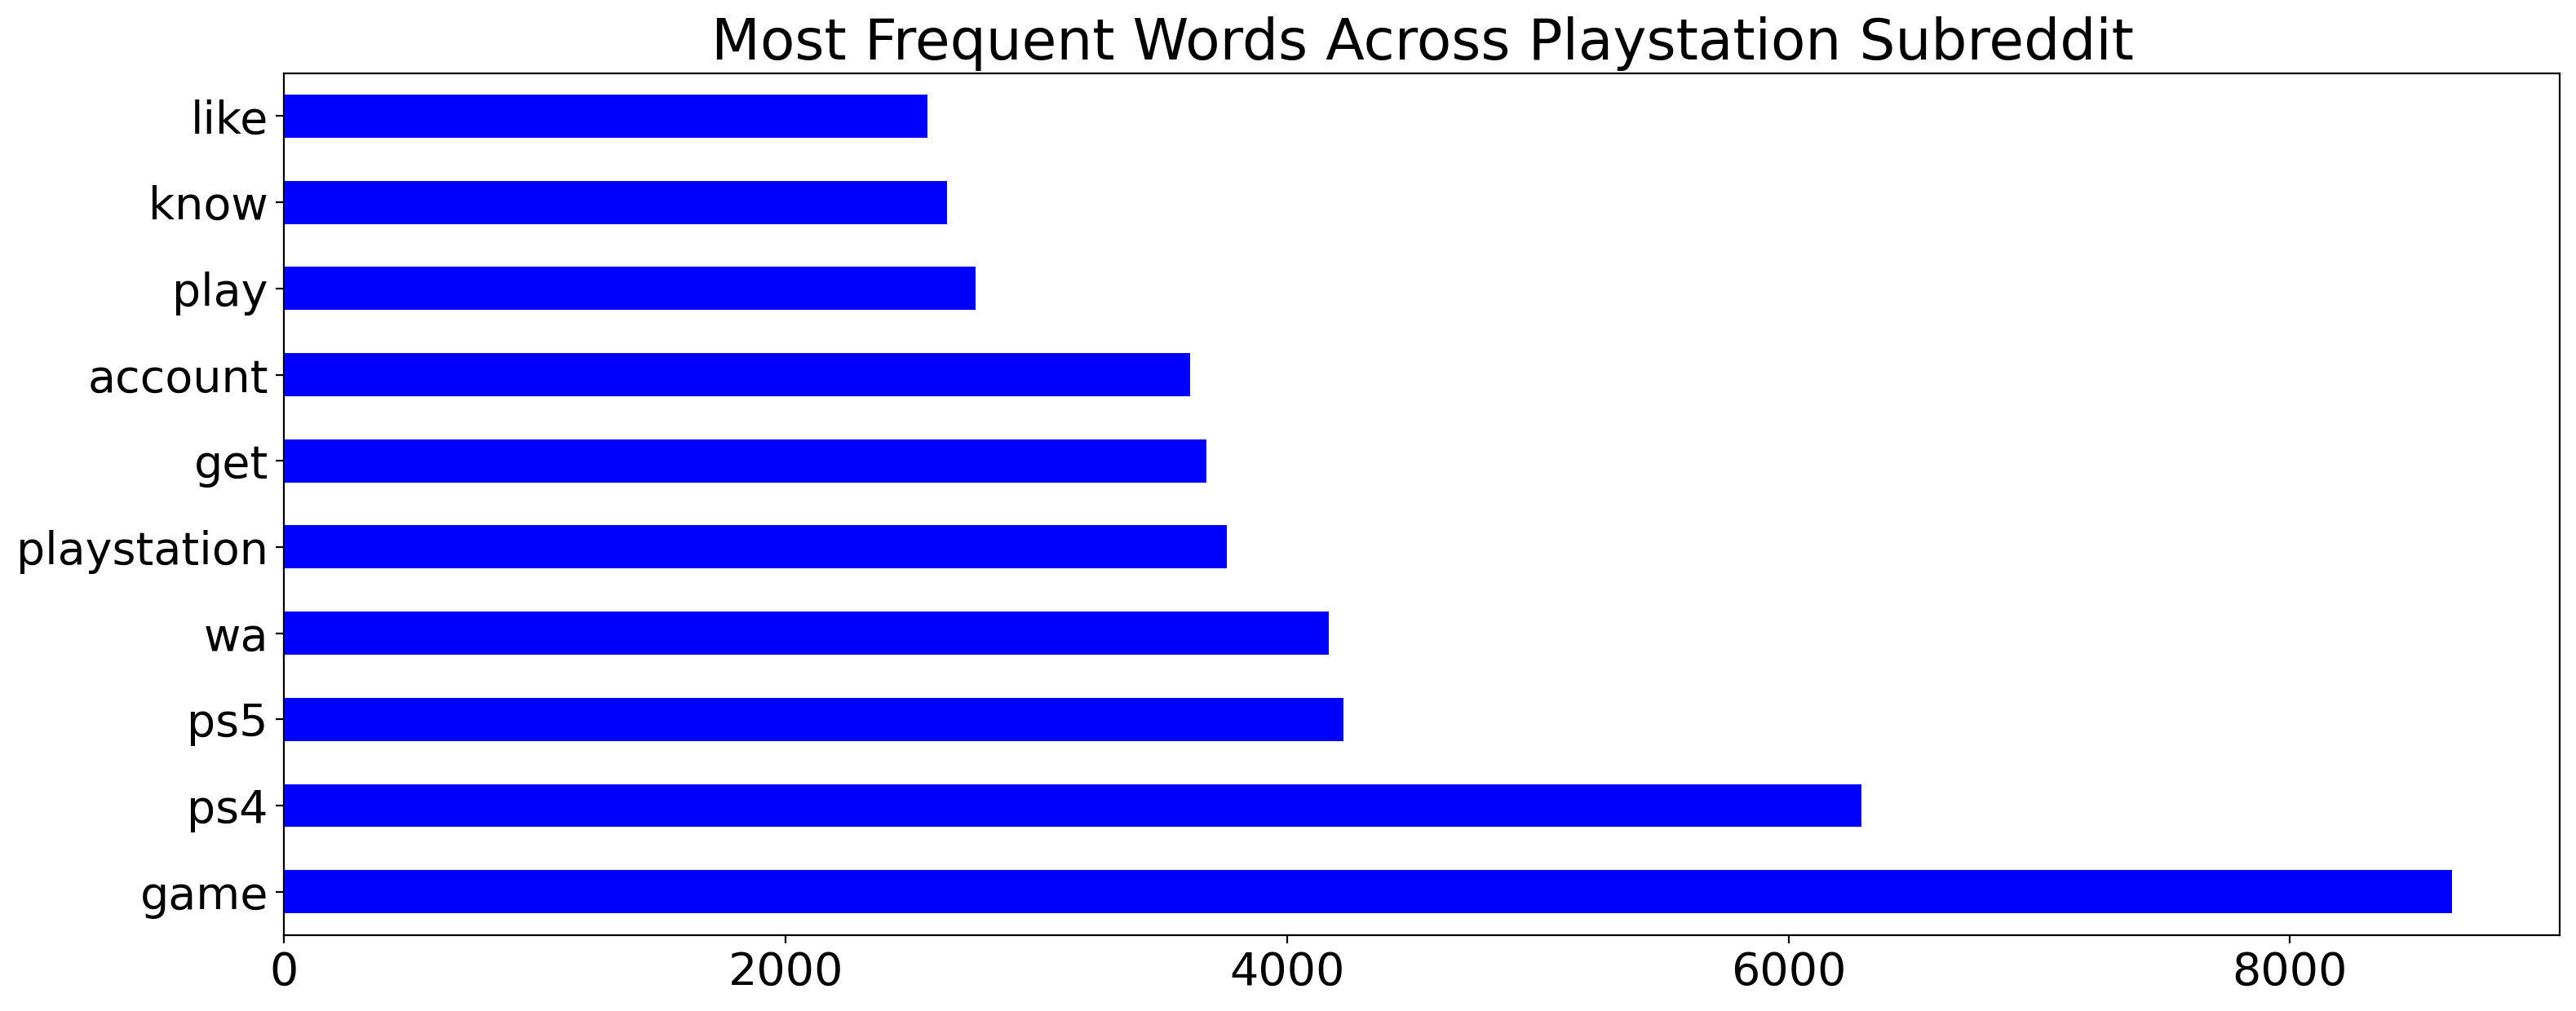 Most Frequent Words Across Playstation Subreddit
like
know
play
account
get
playstation
wa
ps5
ps4
game
0 2000 4000 6000 8000